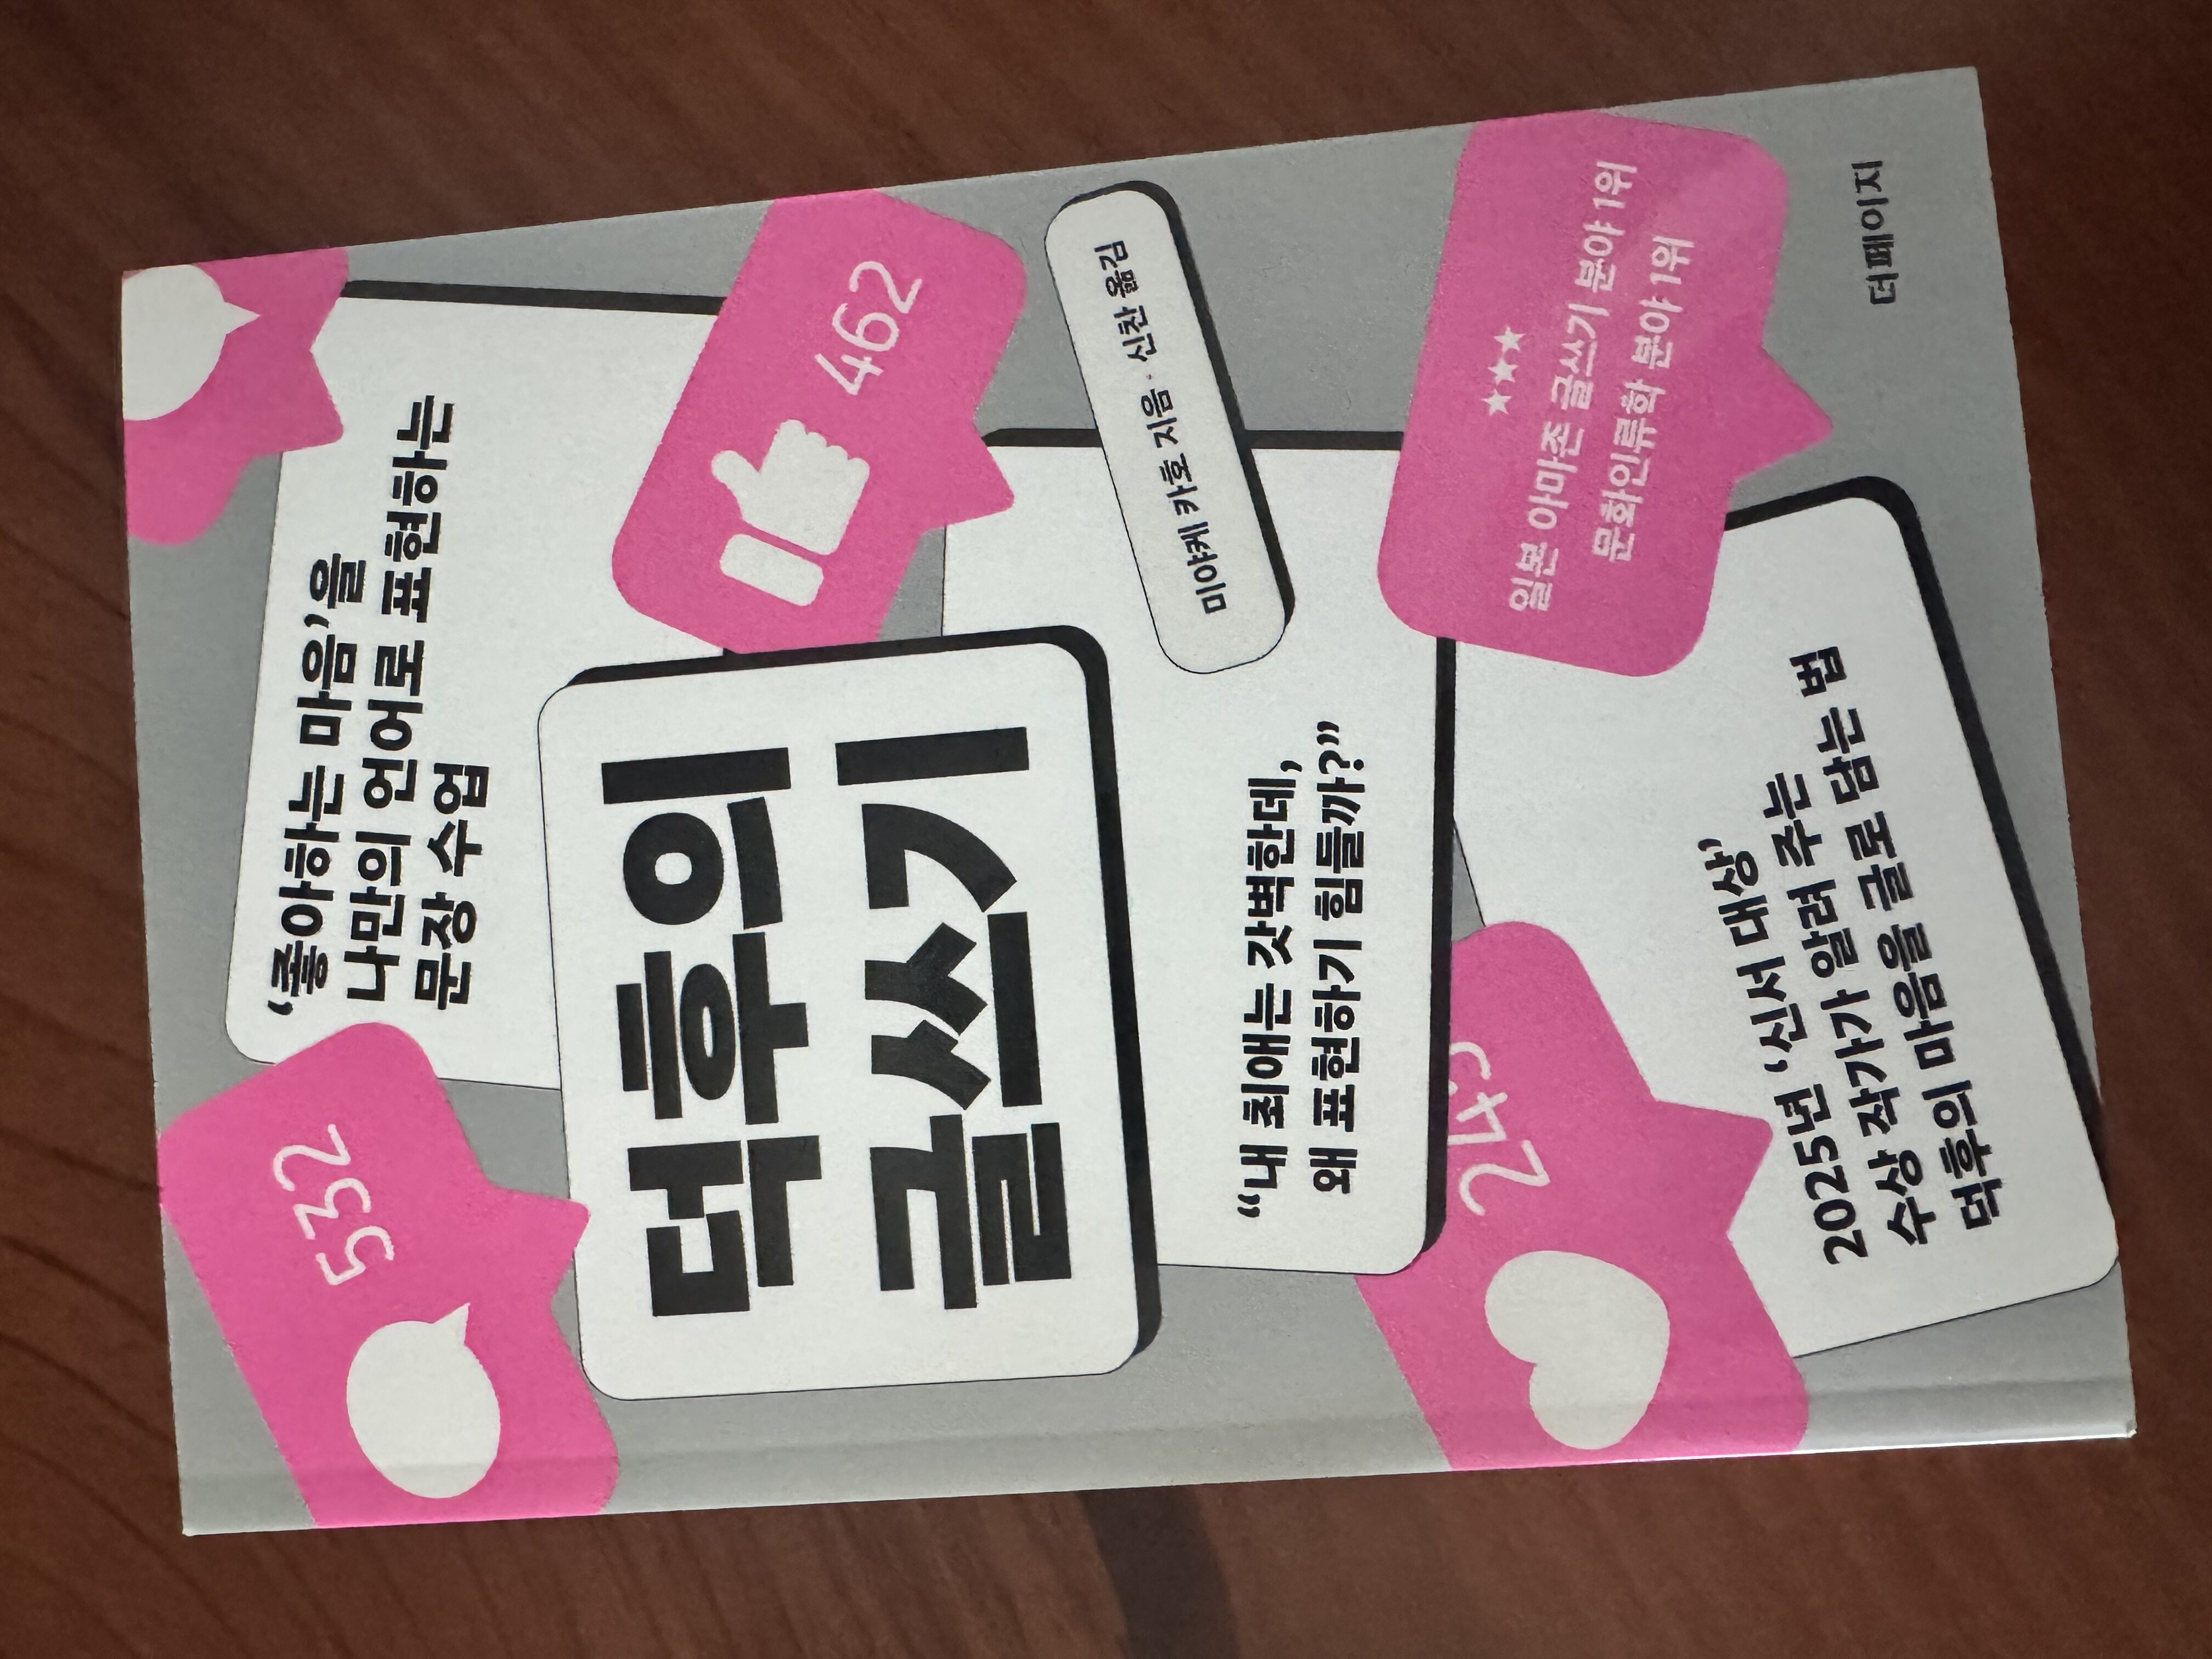 ‘좋아하는 마음’을
나만의 언어로 표현하는
문장 수업
532
462
덕후의
글쓰기
미야케 카호 지음 · 신찬 옮김
“내 최애는 갓벽한데,
왜 표현하기 힘들까?”
★★★
일본 아마존 글쓰기 분야 1위
문화인류학 분야 1위
2025년 ‘신서 대상’
수상 작가가 알려 주는
덕후의 마음을 글로 담는 법
더페이지